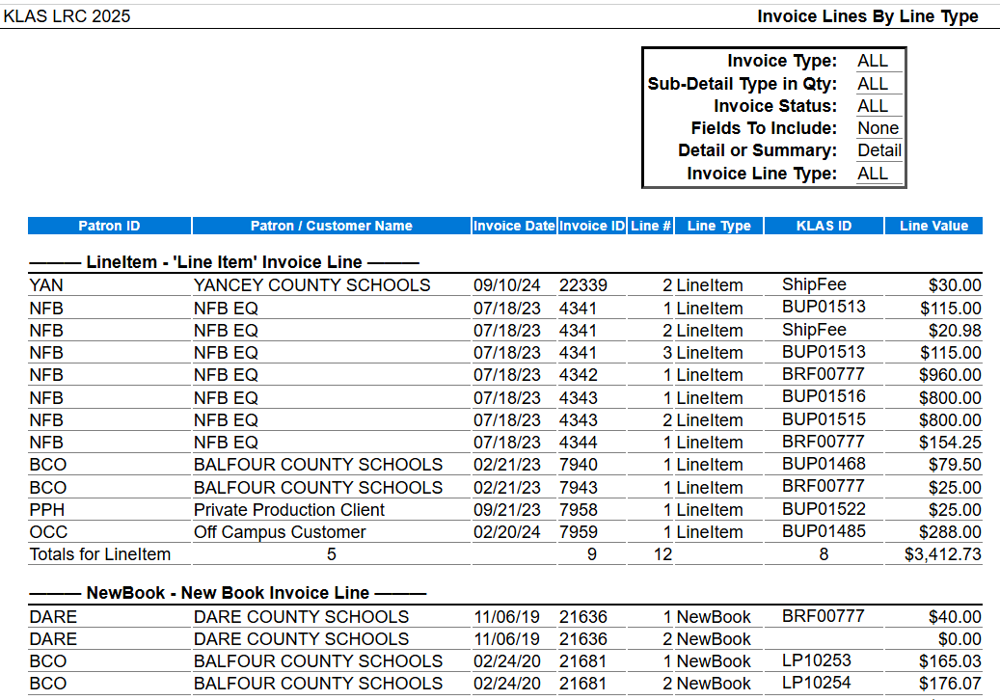 KLAS LRC 2025 Invoice Lines By Line Type
Invoice Type: ALL
Sub-Detail Type in Qty: ALL
Invoice Status: ALL
Fields To Include: None
Detail or Summary: Detail
Invoice Line Type: ALL
Patron ID Patron / Customer Name Invoice Date Invoice ID Line # Line Type KLAS ID Line Value
——— LineItem - 'Line Item' Invoice Line ———
YAN YANCEY COUNTY SCHOOLS 09/10/24 22339 2 LineItem ShipFee $30.00
NFB NFB EQ 07/18/23 4341 1 LineItem BUP01513 $115.00
NFB NFB EQ 07/18/23 4341 2 LineItem ShipFee $20.98
NFB NFB EQ 07/18/23 4341 3 LineItem BUP01513 $115.00
NFB NFB EQ 07/18/23 4342 1 LineItem BRF00777 $960.00
NFB NFB EQ 07/18/23 4343 1 LineItem BUP01516 $800.00
NFB NFB EQ 07/18/23 4343 2 LineItem BUP01515 $800.00
NFB NFB EQ 07/18/23 4344 1 LineItem BRF00777 $154.25
BCO BALFOUR COUNTY SCHOOLS 02/21/23 7940 1 LineItem BUP01468 $79.50
BCO BALFOUR COUNTY SCHOOLS 02/21/23 7943 1 LineItem BRF00777 $25.00
PPH Private Production Client 09/21/23 7958 1 LineItem BUP01522 $25.00
OCC Off Campus Customer 02/20/24 7959 1 LineItem BUP01485 $288.00
Totals for LineItem 5 9 12 8 $3,412.73
——— NewBook - New Book Invoice Line ———
DARE DARE COUNTY SCHOOLS 11/06/19 21636 1 NewBook BRF00777 $40.00
DARE DARE COUNTY SCHOOLS 11/06/19 21636 2 NewBook $0.00
BCO BALFOUR COUNTY SCHOOLS 02/24/20 21681 1 NewBook LP10253 $165.03
BCO BALFOUR COUNTY SCHOOLS 02/24/20 21681 2 NewBook LP10254 $176.07